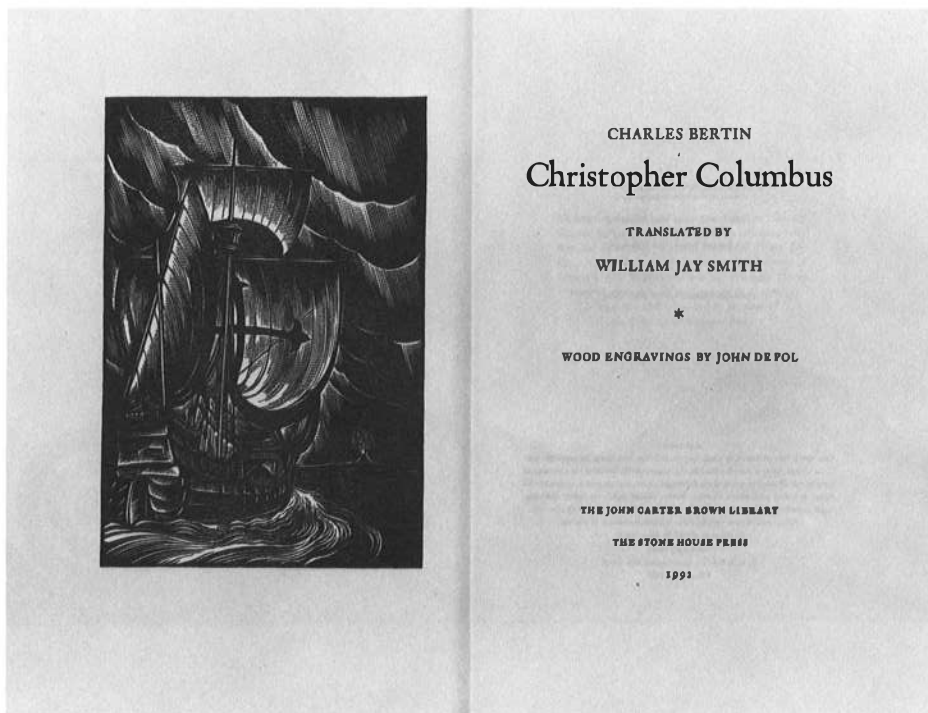 CHARLES BERTIN
Christopher Columbus
TRANSLATED BY
WILLIAM JAY SMITH
*
WOOD ENGRAVINGS BY JOHN DE POL
THE JOHN CARTER BROWN LIBRARY
THE STONE HOUSE PRESS
1992